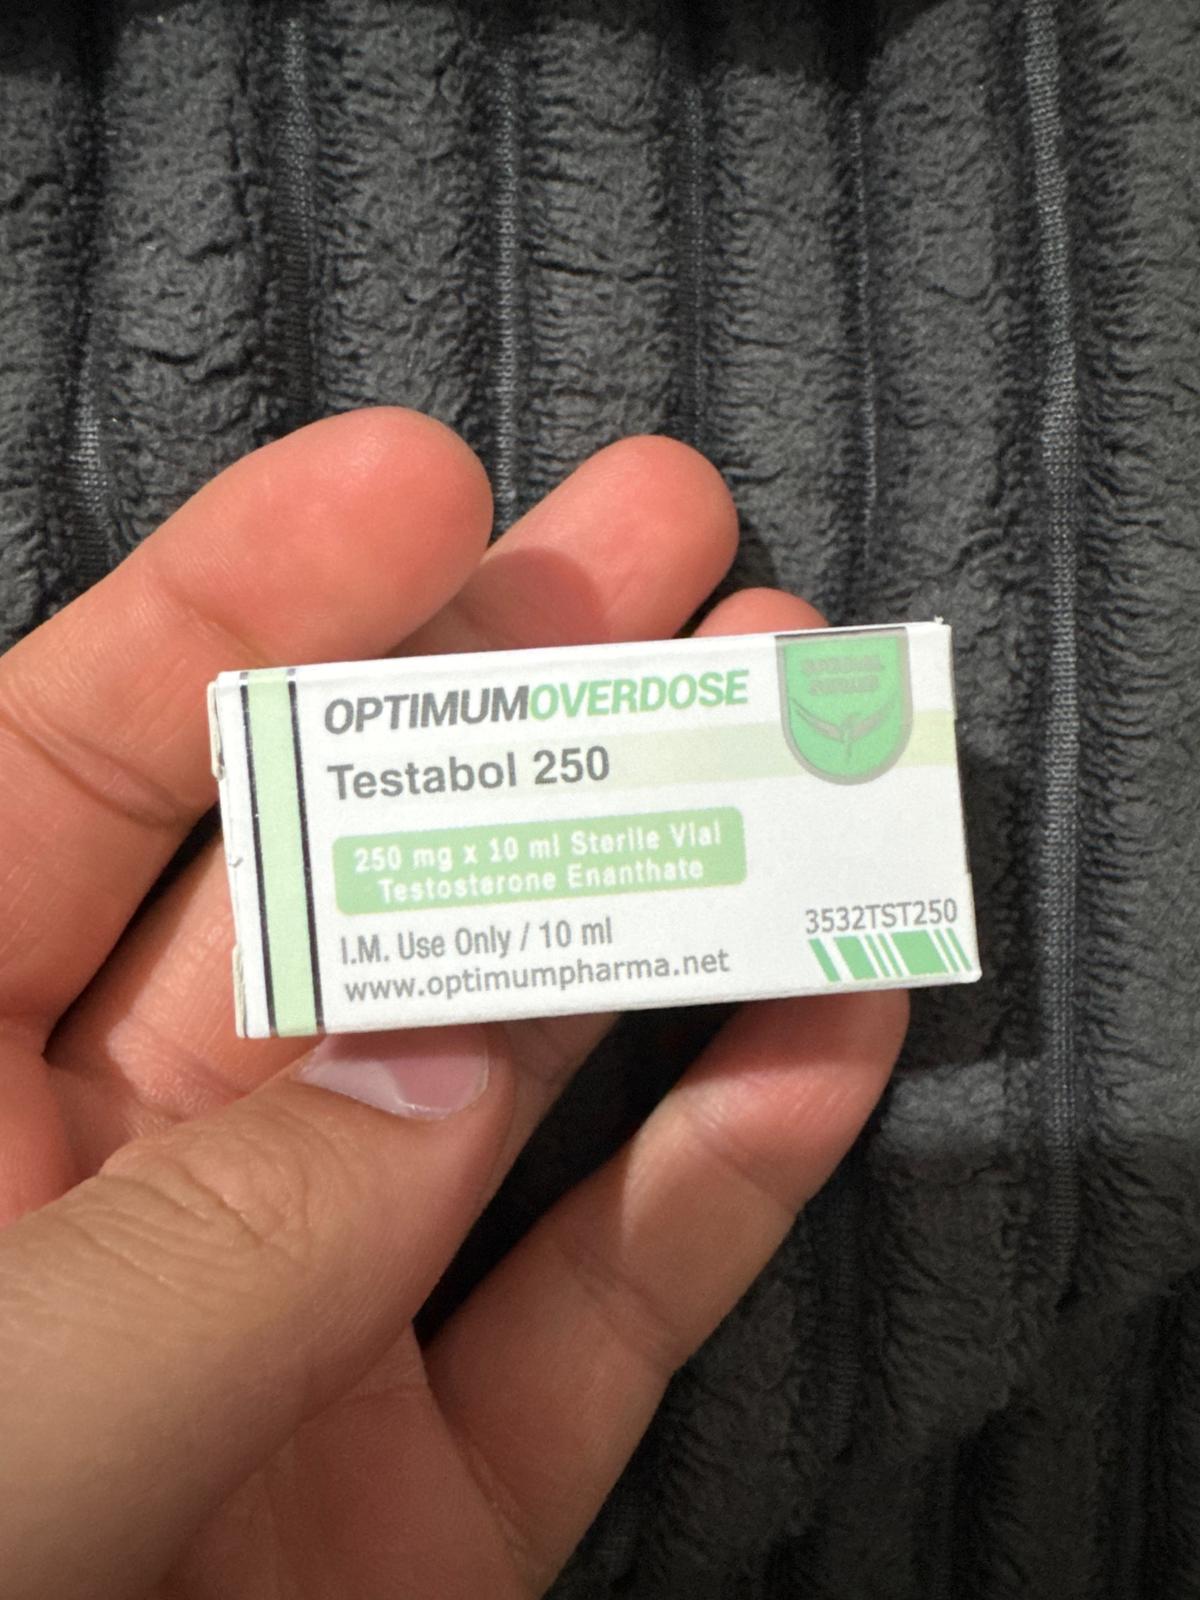 OPTIMUMOVERDOSE
Testabol 250
250 mg x 10 ml Sterile Vial
Testosterone Enanthate
I.M. Use Only / 10 ml
www.optimumpharma.net
3532TST250